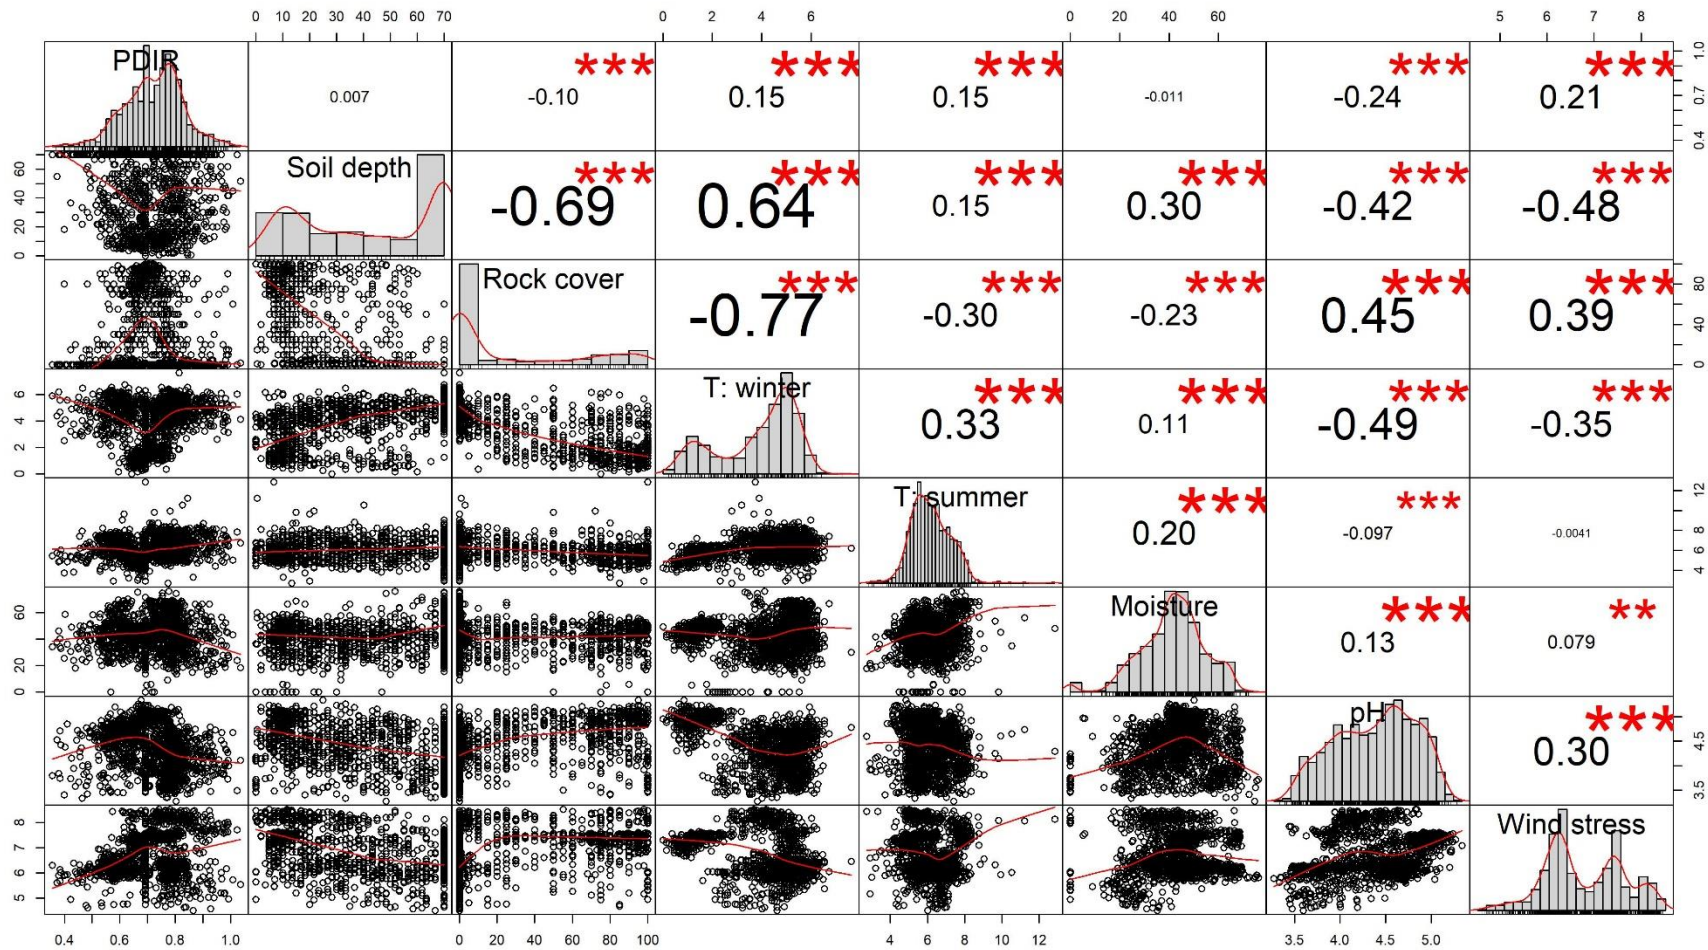 0 10 20 30 40 50 60 70 0 2 4 6 0 20 40 60 5 6 7 8
PDIR 0.007 -0.10 *** 0.15 *** 0.15 *** -0.011 -0.24 *** 0.21 *** 0.4 0.7 1.0
0 20 40 60 Soil depth -0.69 *** 0.64 *** 0.15 *** 0.30 *** -0.42 *** -0.48 ***
Rock cover -0.77 *** -0.30 *** -0.23 *** 0.45 *** 0.39 *** 0 40 80
0 2 4 6 T: winter 0.33 *** 0.11 *** -0.49 *** -0.35 ***
T: summer 0.20 *** -0.097 *** -0.0041 4 6 8 12
0 20 40 60 Moisture 0.13 *** 0.079 **
pH 0.30 *** 3.5 4.5
5 6 7 8 Wind stress
0.4 0.6 0.8 1.0 0 20 40 60 80 100 4 6 8 10 12 3.5 4.0 4.5 5.0